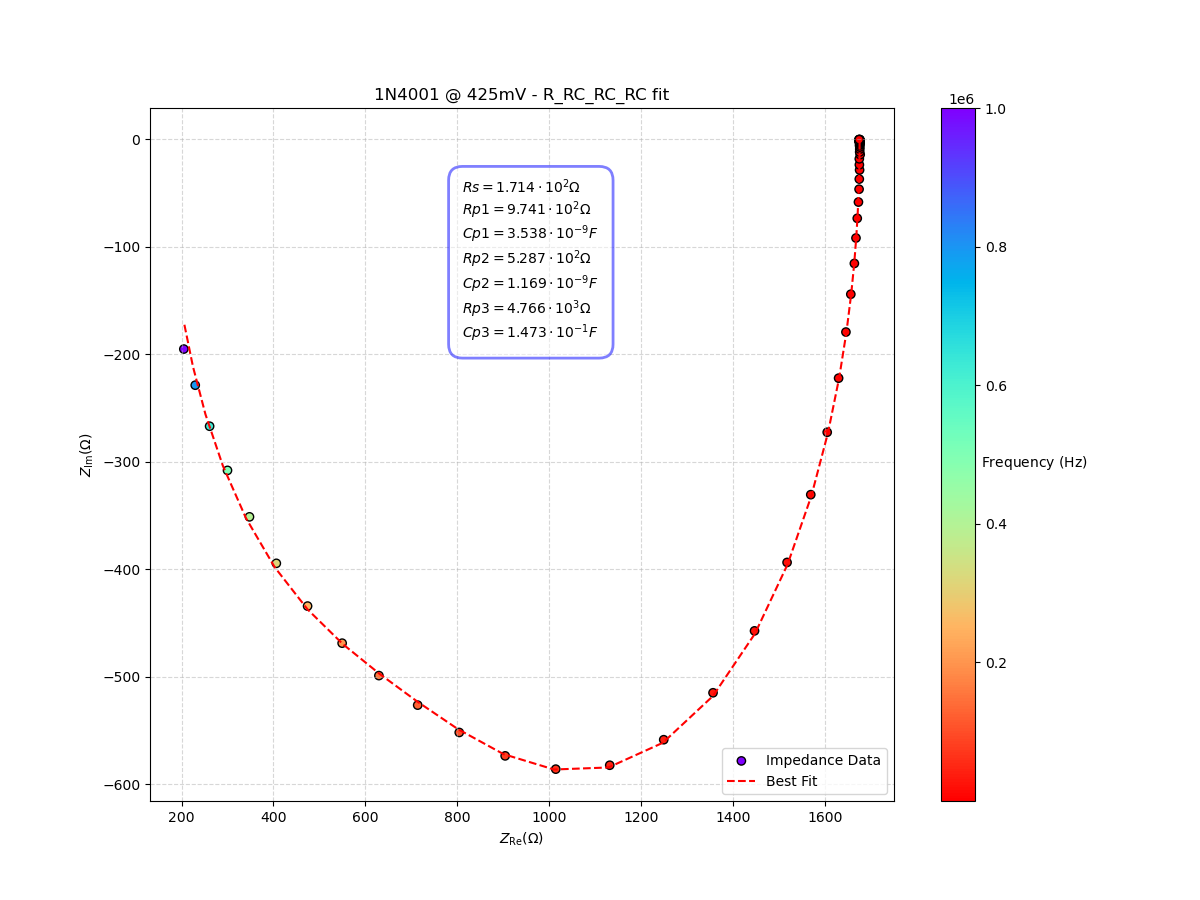 1N4001 @ 425mV - R_RC_RC_RC fit
1e6
0
−100
−200
−300
−400
−500
−600
Z_Im(Ω)
Rs = 1.714 · 10²Ω
Rp1 = 9.741 · 10²Ω
Cp1 = 3.538 · 10⁻⁹F
Rp2 = 5.287 · 10²Ω
Cp2 = 1.169 · 10⁻⁹F
Rp3 = 4.766 · 10³Ω
Cp3 = 1.473 · 10⁻¹F
Impedance Data
Best Fit
200 400 600 800 1000 1200 1400 1600
Z_Re(Ω)
1.0
0.8
0.6
0.4
0.2
Frequency (Hz)